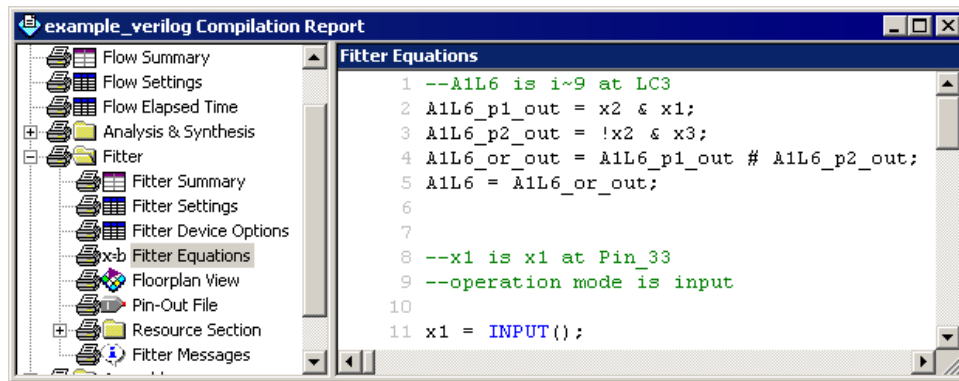 example_verilog Compilation Report
Flow Summary
Flow Settings
Flow Elapsed Time
Analysis & Synthesis
Fitter
Fitter Summary
Fitter Settings
Fitter Device Options
x=b Fitter Equations
Floorplan View
Pin-Out File
Resource Section
Fitter Messages
Fitter Equations
1 --A1L6 is i~9 at LC3
2 A1L6_p1_out = x2 & x1;
3 A1L6_p2_out = !x2 & x3;
4 A1L6_or_out = A1L6_p1_out # A1L6_p2_out;
5 A1L6 = A1L6_or_out;
6
7
8 --x1 is x1 at Pin_33
9 --operation mode is input
10
11 x1 = INPUT();